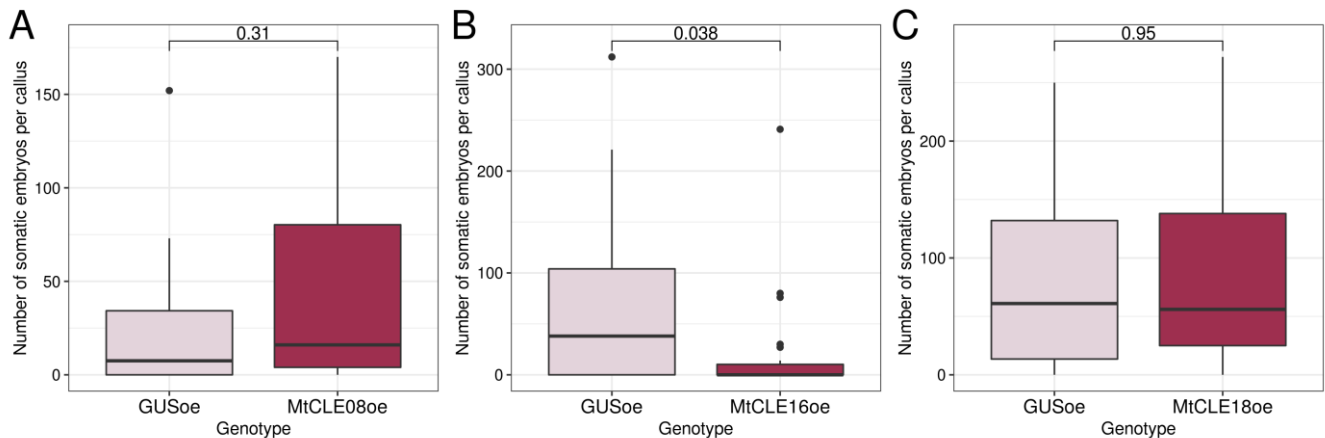 A
Number of somatic embryos per callus
150
100
50
0
0.31
GUSoe
MtCLE08oe
Genotype
B
Number of somatic embryos per callus
300
200
100
0
0.038
GUSoe
MtCLE16oe
Genotype
C
Number of somatic embryos per callus
200
100
0
0.95
GUSoe
MtCLE18oe
Genotype